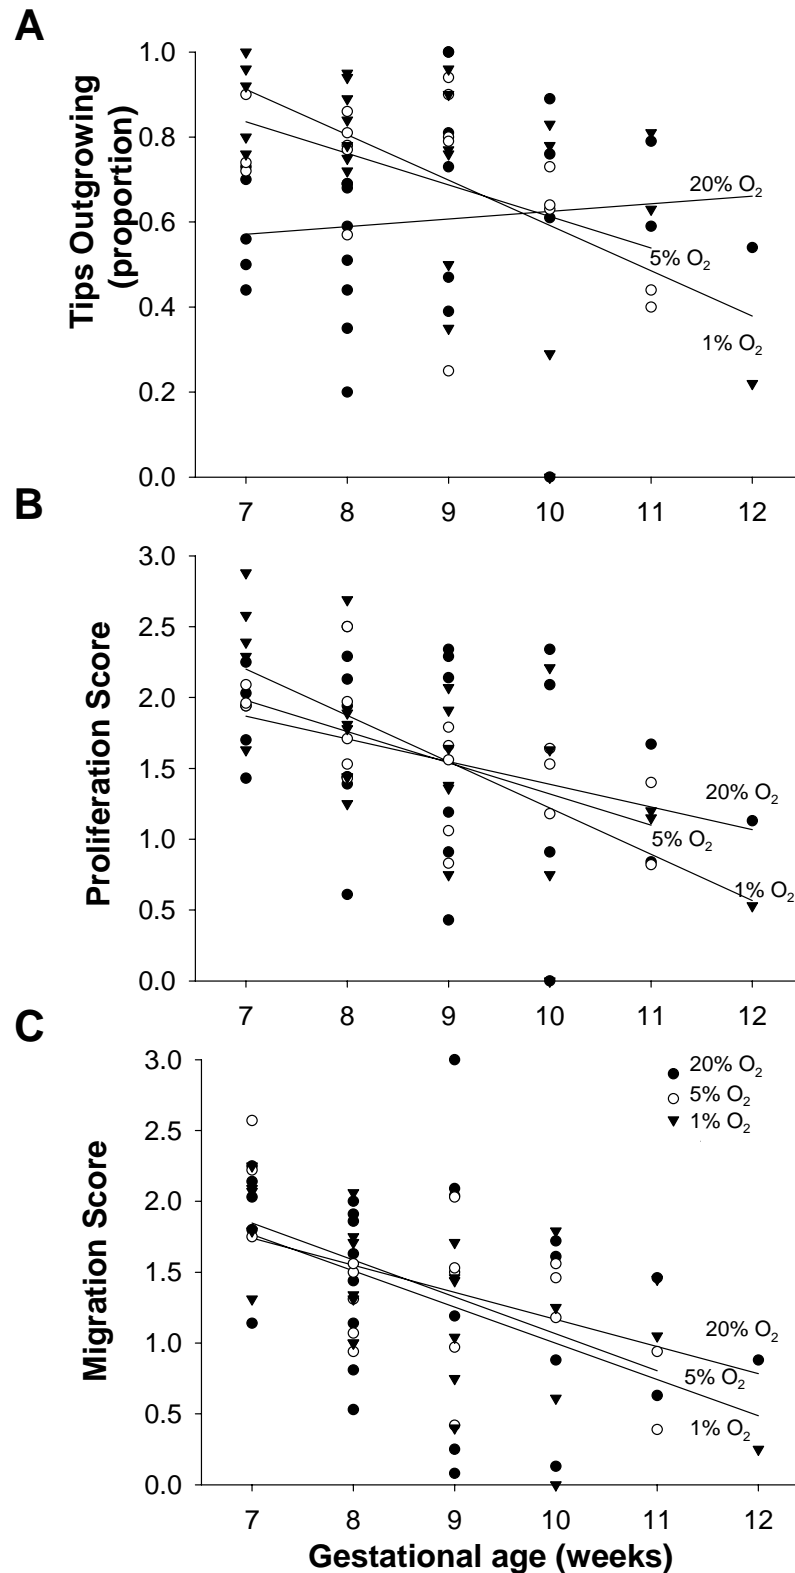 A
Tips Outgrowing
(proportion)
1.0
0.8
0.6
0.4
0.2
0.0
20% O2
5% O2
1% O2
7 8 9 10 11 12
B
Proliferation Score
3.0
2.5
2.0
1.5
1.0
0.5
0.0
20% O2
5% O2
1% O2
7 8 9 10 11 12
C
Migration Score
3.0
2.5
2.0
1.5
1.0
0.5
0.0
20% O2
5% O2
1% O2
20% O2
5% O2
1% O2
7 8 9 10 11 12
Gestational age (weeks)